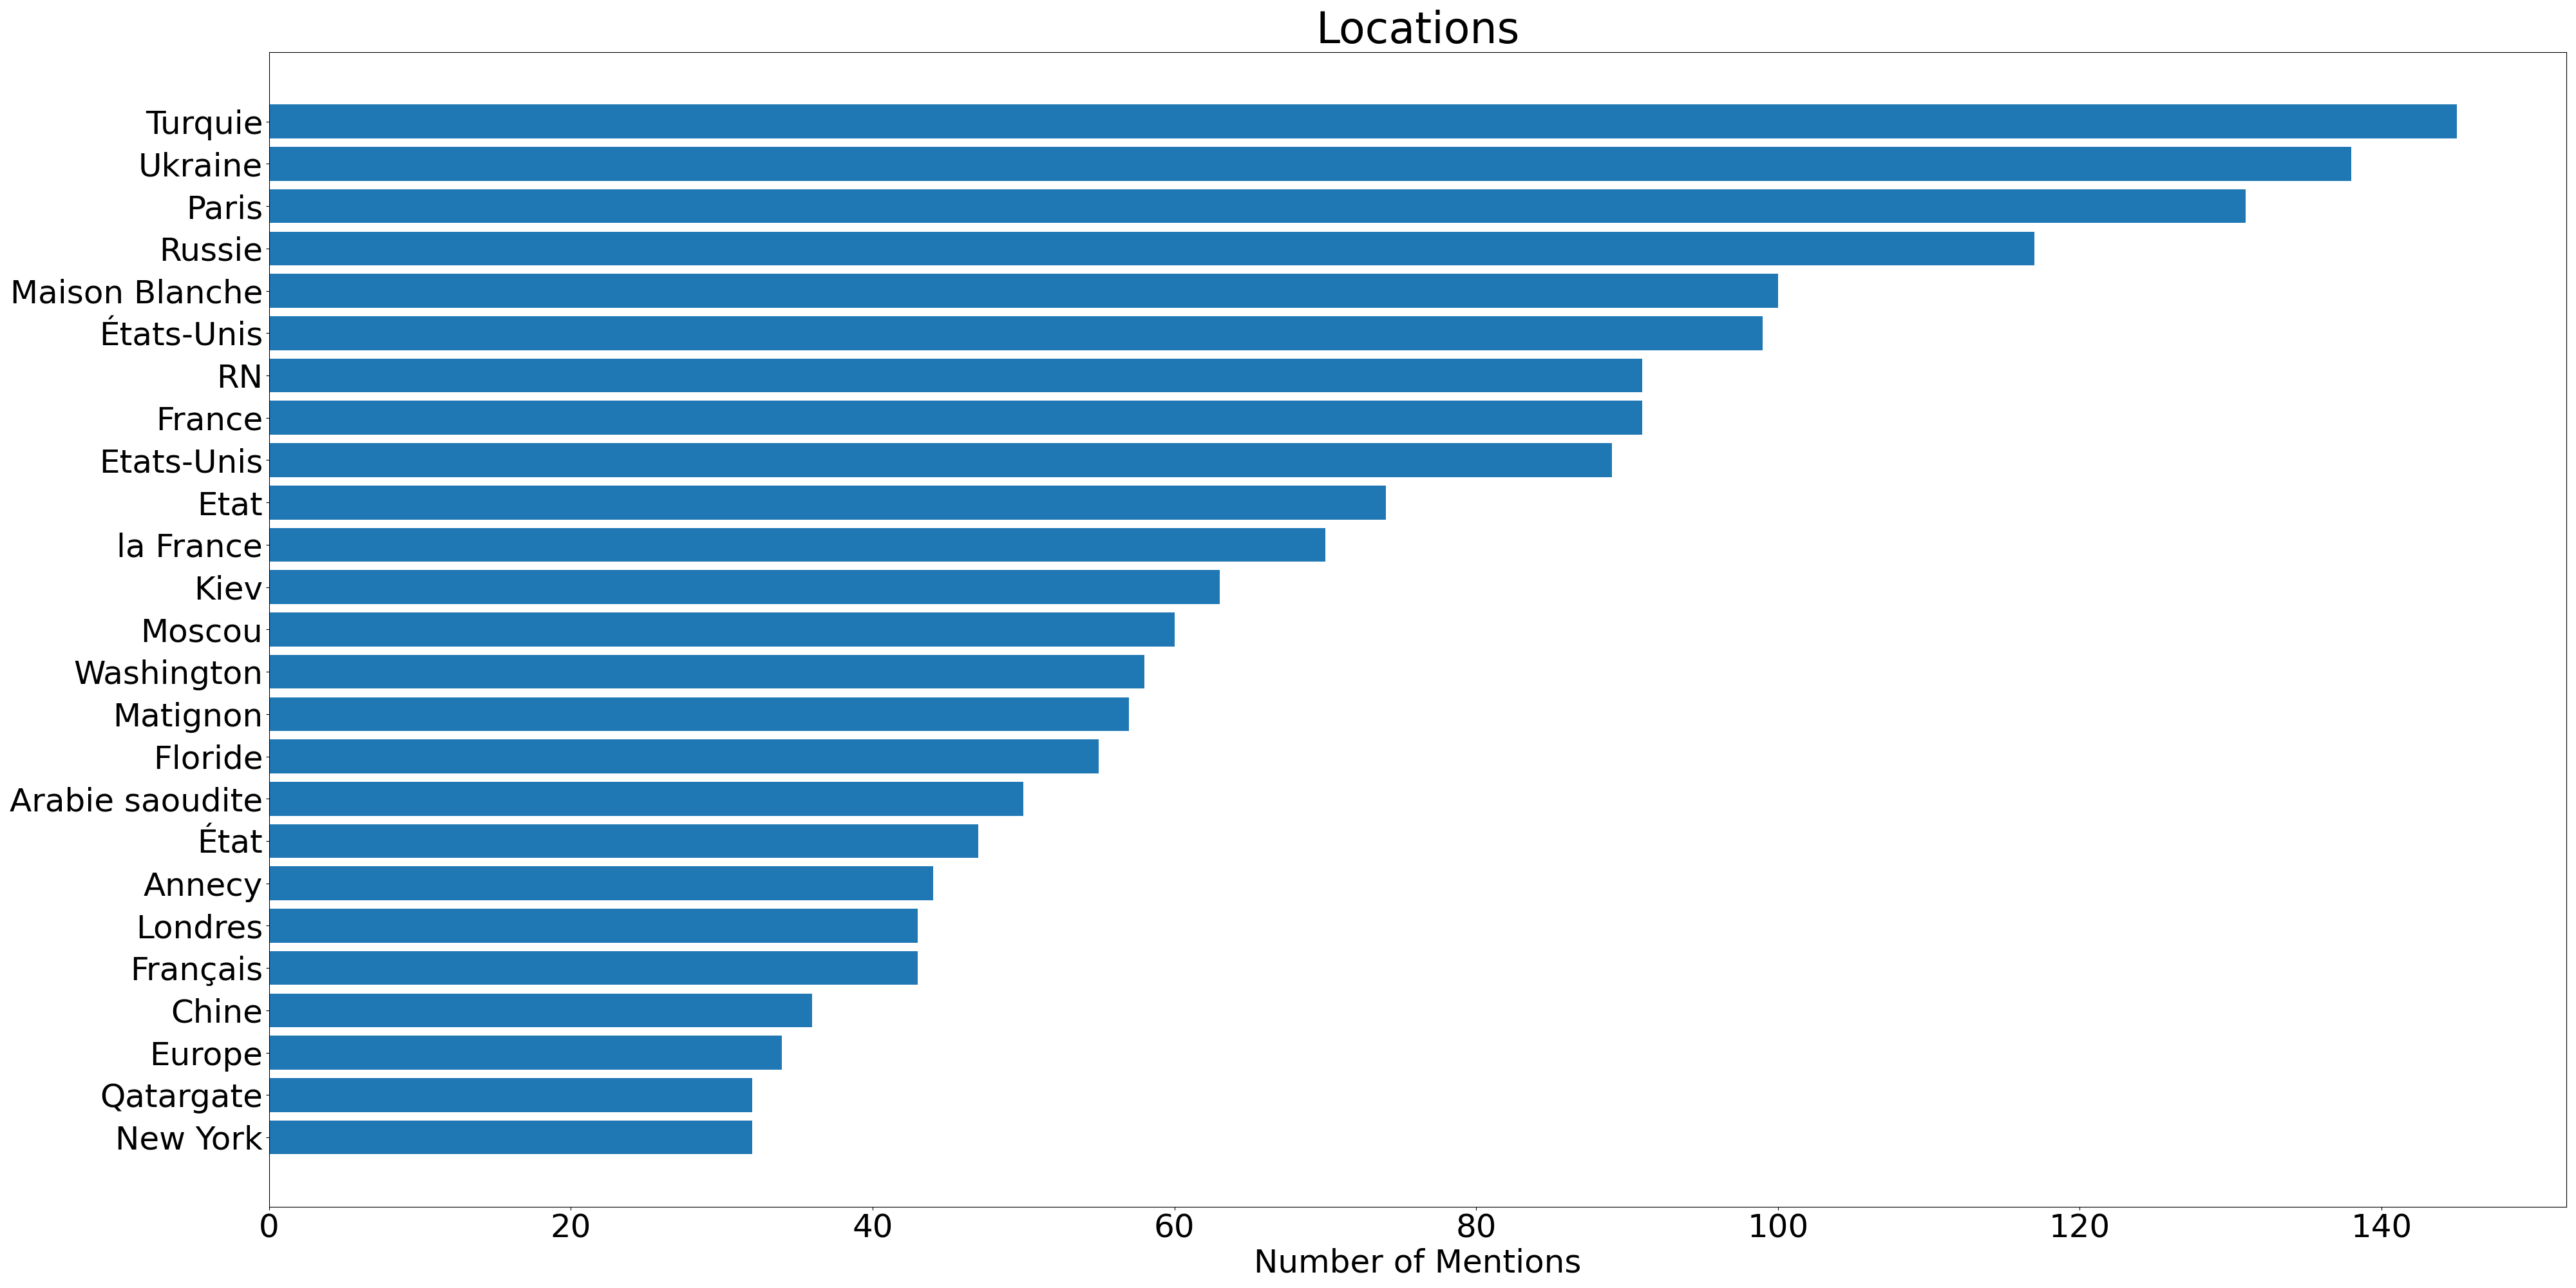 Locations
Turquie
Ukraine
Paris
Russie
Maison Blanche
États-Unis
RN
France
Etats-Unis
Etat
la France
Kiev
Moscou
Washington
Matignon
Floride
Arabie saoudite
État
Annecy
Londres
Français
Chine
Europe
Qatargate
New York
0 20 40 60 80 100 120 140
Number of Mentions